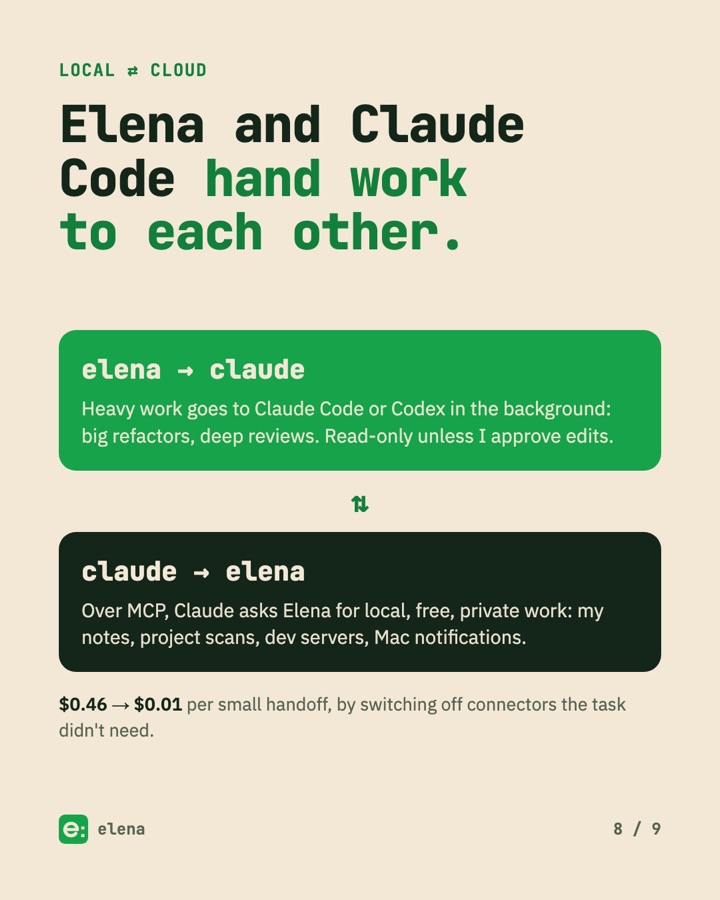 LOCAL ⇄ CLOUD
Elena and Claude
Code hand work
to each other.
elena → claude
Heavy work goes to Claude Code or Codex in the background:
big refactors, deep reviews. Read-only unless I approve edits.
⇅
claude → elena
Over MCP, Claude asks Elena for local, free, private work: my
notes, project scans, dev servers, Mac notifications.
$0.46 → $0.01 per small handoff, by switching off connectors the task
didn't need.
e: elena
8 / 9